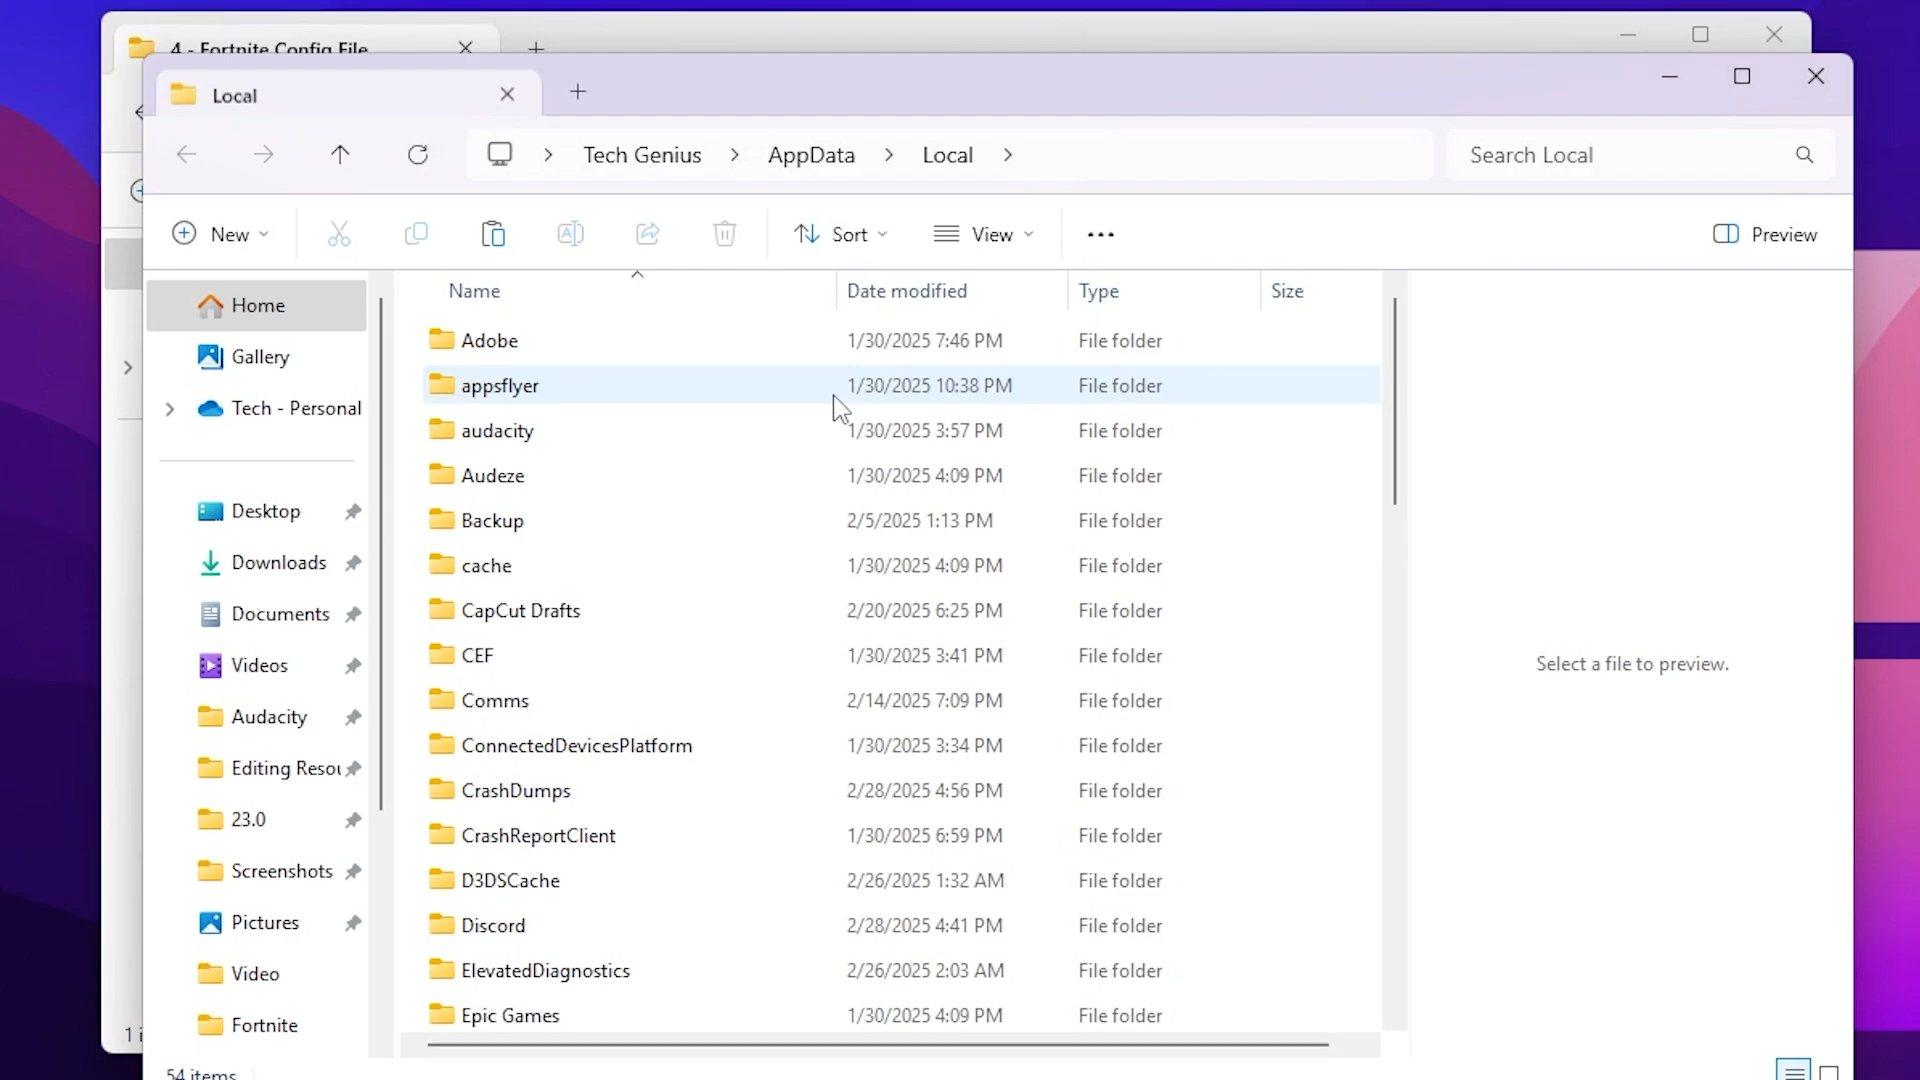 4 - Fortnite Config File
Local
Tech Genius > AppData > Local >
Search Local
New
Sort
View
Preview
Home
Gallery
Tech - Personal
Desktop
Downloads
Documents
Videos
Audacity
Editing Resou
23.0
Screenshots
Pictures
Video
Fortnite
Name Date modified Type Size
Adobe 1/30/2025 7:46 PM File folder
appsflyer 1/30/2025 10:38 PM File folder
audacity 1/30/2025 3:57 PM File folder
Audeze 1/30/2025 4:09 PM File folder
Backup 2/5/2025 1:13 PM File folder
cache 1/30/2025 4:09 PM File folder
CapCut Drafts 2/20/2025 6:25 PM File folder
CEF 1/30/2025 3:41 PM File folder
Comms 2/14/2025 7:09 PM File folder
ConnectedDevicesPlatform 1/30/2025 3:34 PM File folder
CrashDumps 2/28/2025 4:56 PM File folder
CrashReportClient 1/30/2025 6:59 PM File folder
D3DSCache 2/26/2025 1:32 AM File folder
Discord 2/28/2025 4:41 PM File folder
ElevatedDiagnostics 2/26/2025 2:03 AM File folder
Epic Games 1/30/2025 4:09 PM File folder
Select a file to preview.
54 items